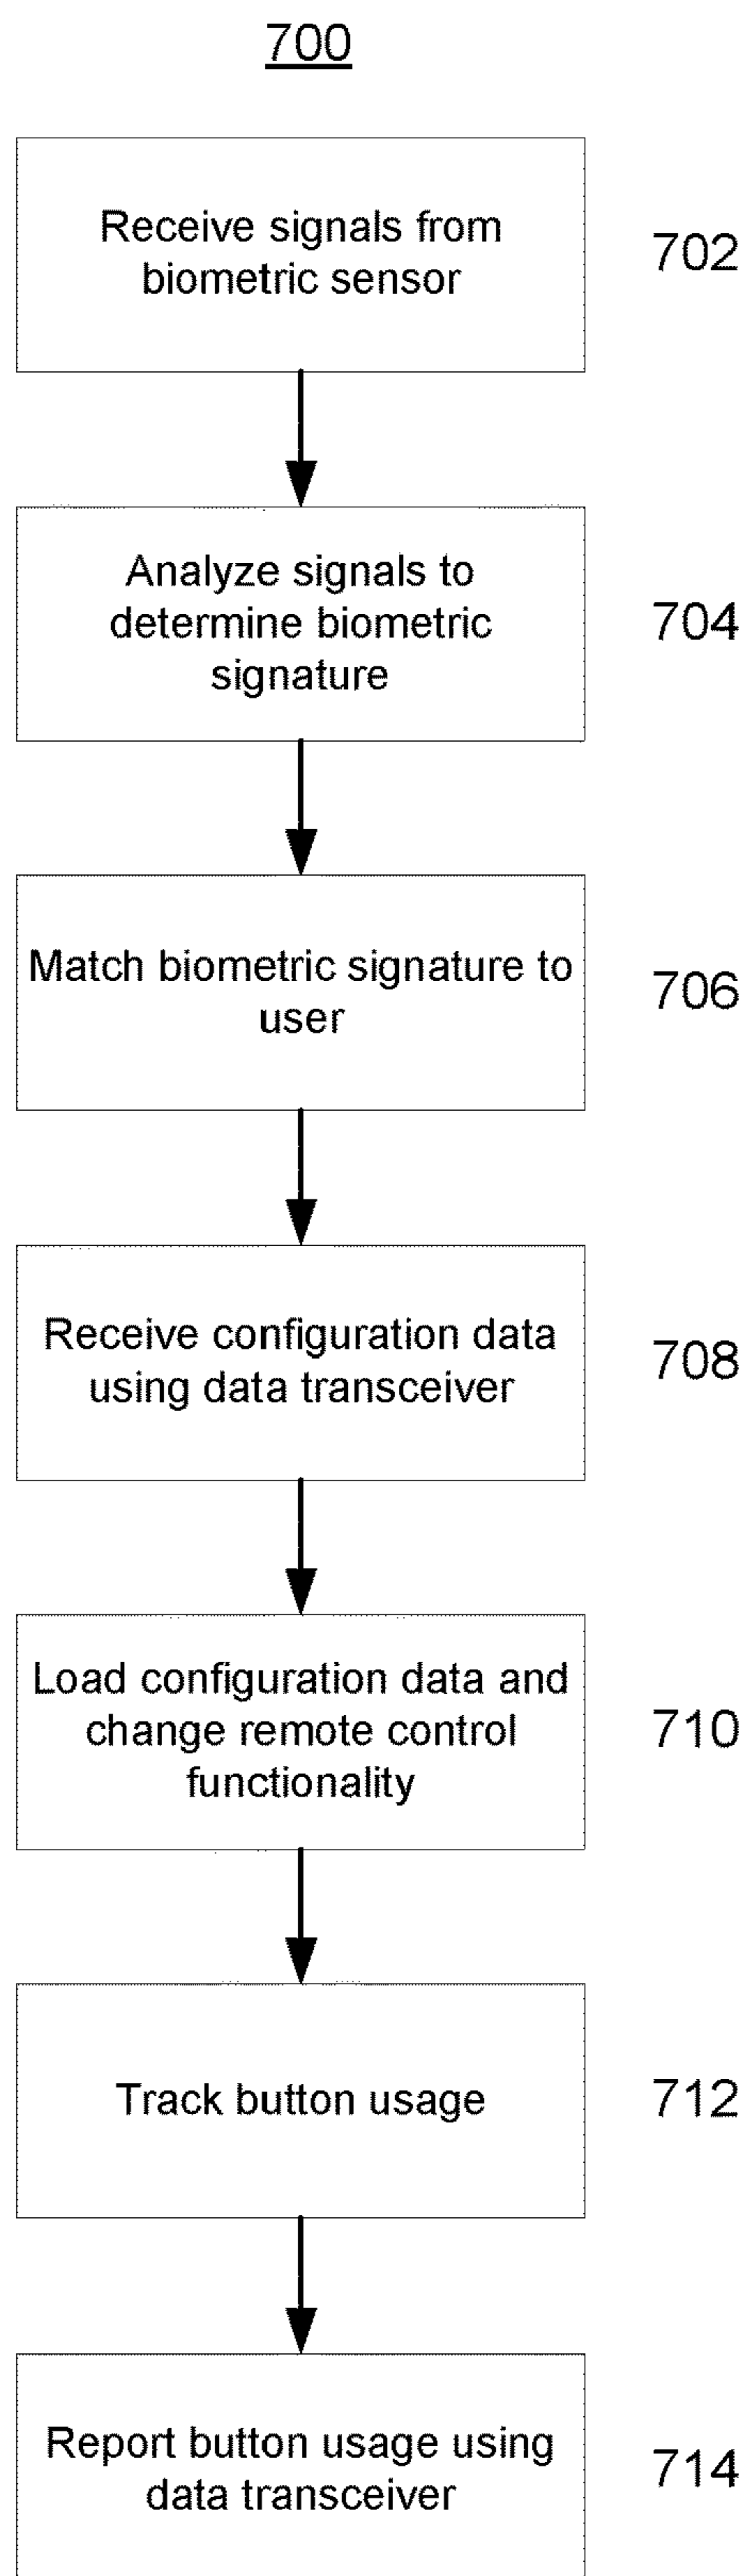 700
Receive signals from
biometric sensor
702
Analyze signals to
determine biometric
signature
704
Match biometric signature to
user
706
Receive configuration data
using data transceiver
708
Load configuration data and
change remote control
functionality
710
Track button usage
712
Report button usage using
data transceiver
714